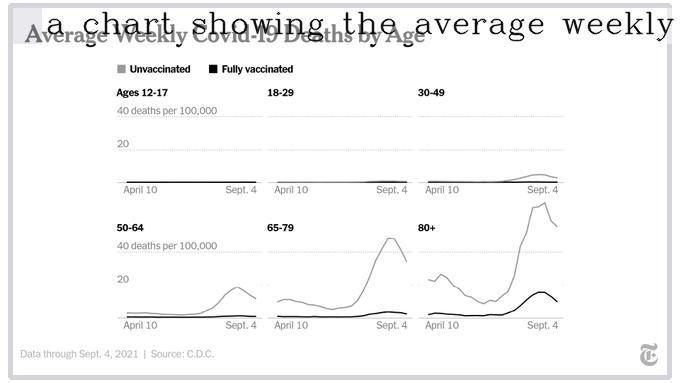 a chart showing the average weekly
Average Weekly Covid-19 Deaths by Age
Unvaccinated Fully vaccinated
Ages 12-17 18-29 30-49
40 deaths per 100,000
20
April 10 Sept. 4 April 10 Sept. 4 April 10 Sept. 4
50-64 65-79 80+
40 deaths per 100,000
20
April 10 Sept. 4 April 10 Sept. 4 April 10 Sept. 4
Data through Sept. 4, 2021 | Source: C.D.C. T